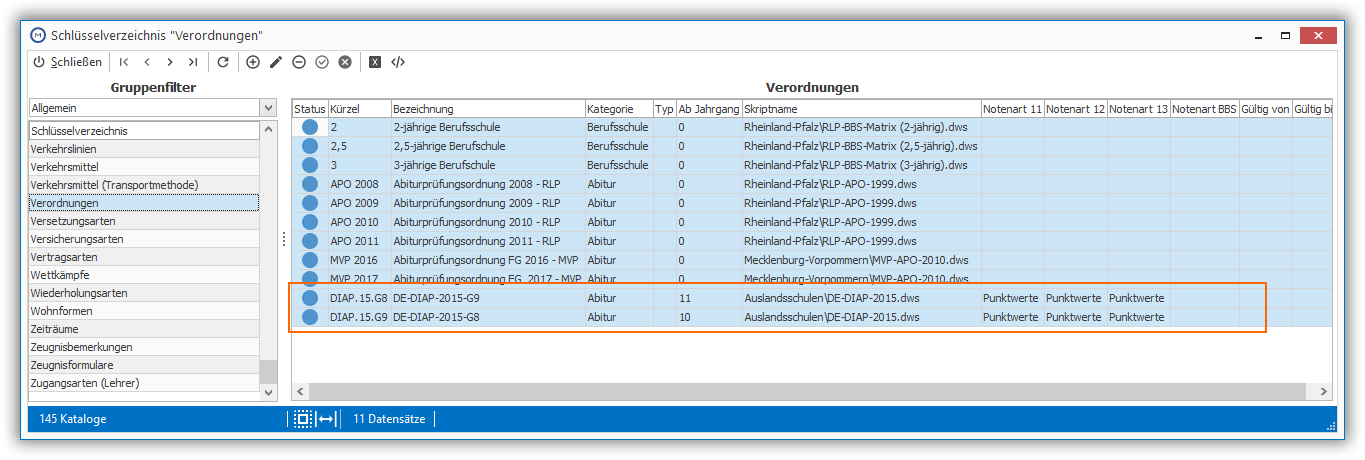 Schlüsselverzeichnis "Verordnungen"
Schließen
Gruppenfilter
Allgemein
Schlüsselverzeichnis
Verkehrslinien
Verkehrsmittel
Verkehrsmittel (Transportmethode)
Verordnungen
Versetzungsarten
Versicherungsarten
Vertragsarten
Wettkämpfe
Wiederholungsarten
Wohnformen
Zeiträume
Zeugnisbemerkungen
Zeugnisformulare
Zugangsarten (Lehrer)
Verordnungen
Status Kürzel Bezeichnung Kategorie Typ Ab Jahrgang Skriptname Notenart 11 Notenart 12 Notenart 13 Notenart BBS Gültig von Gültig bi
2 2-jährige Berufsschule Berufsschule 0 Rheinland-Pfalz\RLP-BBS-Matrix (2-jährig).dws
2,5 2,5-jährige Berufschule Berufsschule 0 Rheinland-Pfalz\RLP-BBS-Matrix (2,5-jährig).dws
3 3-jährige Berufschule Berufsschule 0 Rheinland-Pfalz\RLP-BBS-Matrix (3-jährig).dws
APO 2008 Abiturprüfungsordnung 2008 - RLP Abitur 0 Rheinland-Pfalz\RLP-APO-1999.dws
APO 2009 Abiturprüfungsordnung 2009 - RLP Abitur 0 Rheinland-Pfalz\RLP-APO-1999.dws
APO 2010 Abiturprüfungsordnung 2010 - RLP Abitur 0 Rheinland-Pfalz\RLP-APO-1999.dws
APO 2011 Abiturprüfungsordnung 2011 - RLP Abitur 0 Rheinland-Pfalz\RLP-APO-1999.dws
MVP 2016 Abiturprüfungsordnung FG 2016 - MVP Abitur 0 Mecklenburg-Vorpommern\MVP-APO-2010.dws
MVP 2017 Abiturprüfungsordnung FG 2017 - MVP Abitur 0 Mecklenburg-Vorpommern\MVP-APO-2010.dws
DIAP.15.G8 DE-DIAP-2015-G9 Abitur 11 Auslandsschulen\DE-DIAP-2015.dws Punktwerte Punktwerte Punktwerte
DIAP.15.G9 DE-DIAP-2015-G8 Abitur 10 Auslandsschulen\DE-DIAP-2015.dws Punktwerte Punktwerte Punktwerte
145 Kataloge 11 Datensätze